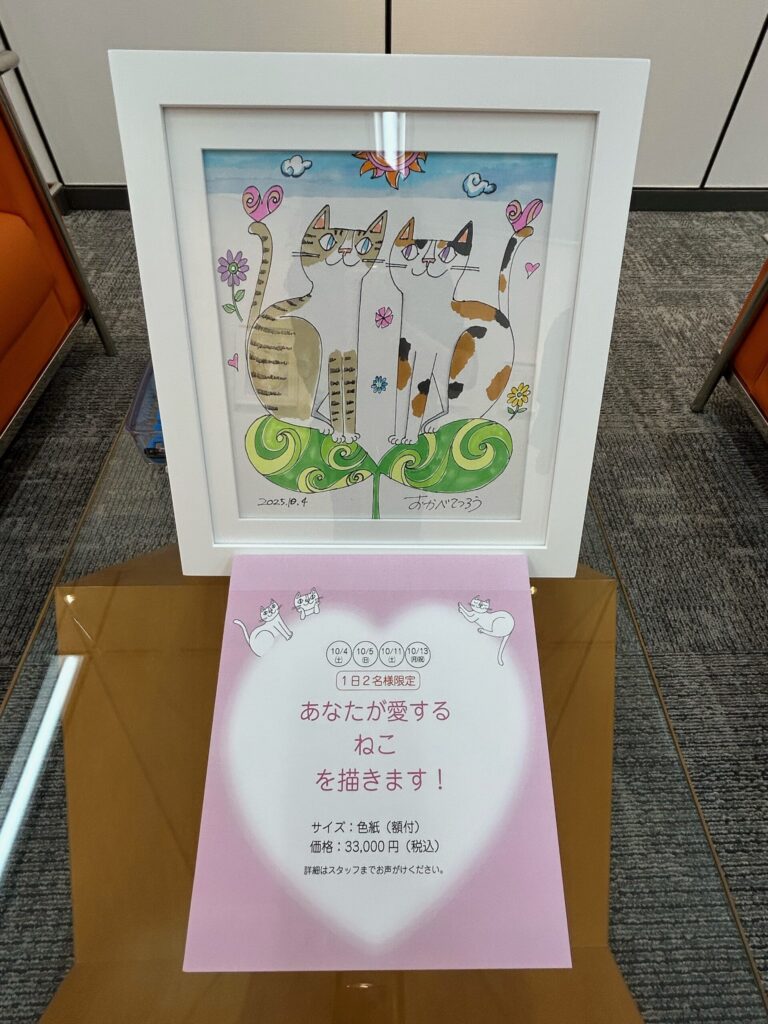 2025.10.4
おかべてつろう
10/4
(土)
10/5
(日)
10/11
(土)
10/13
(月祝)
1日2名様限定
あなたが愛する
ねこ
を描きます！
サイズ：色紙（額付）
価格：33,000円（税込）
詳細はスタッフまでお声がけください。